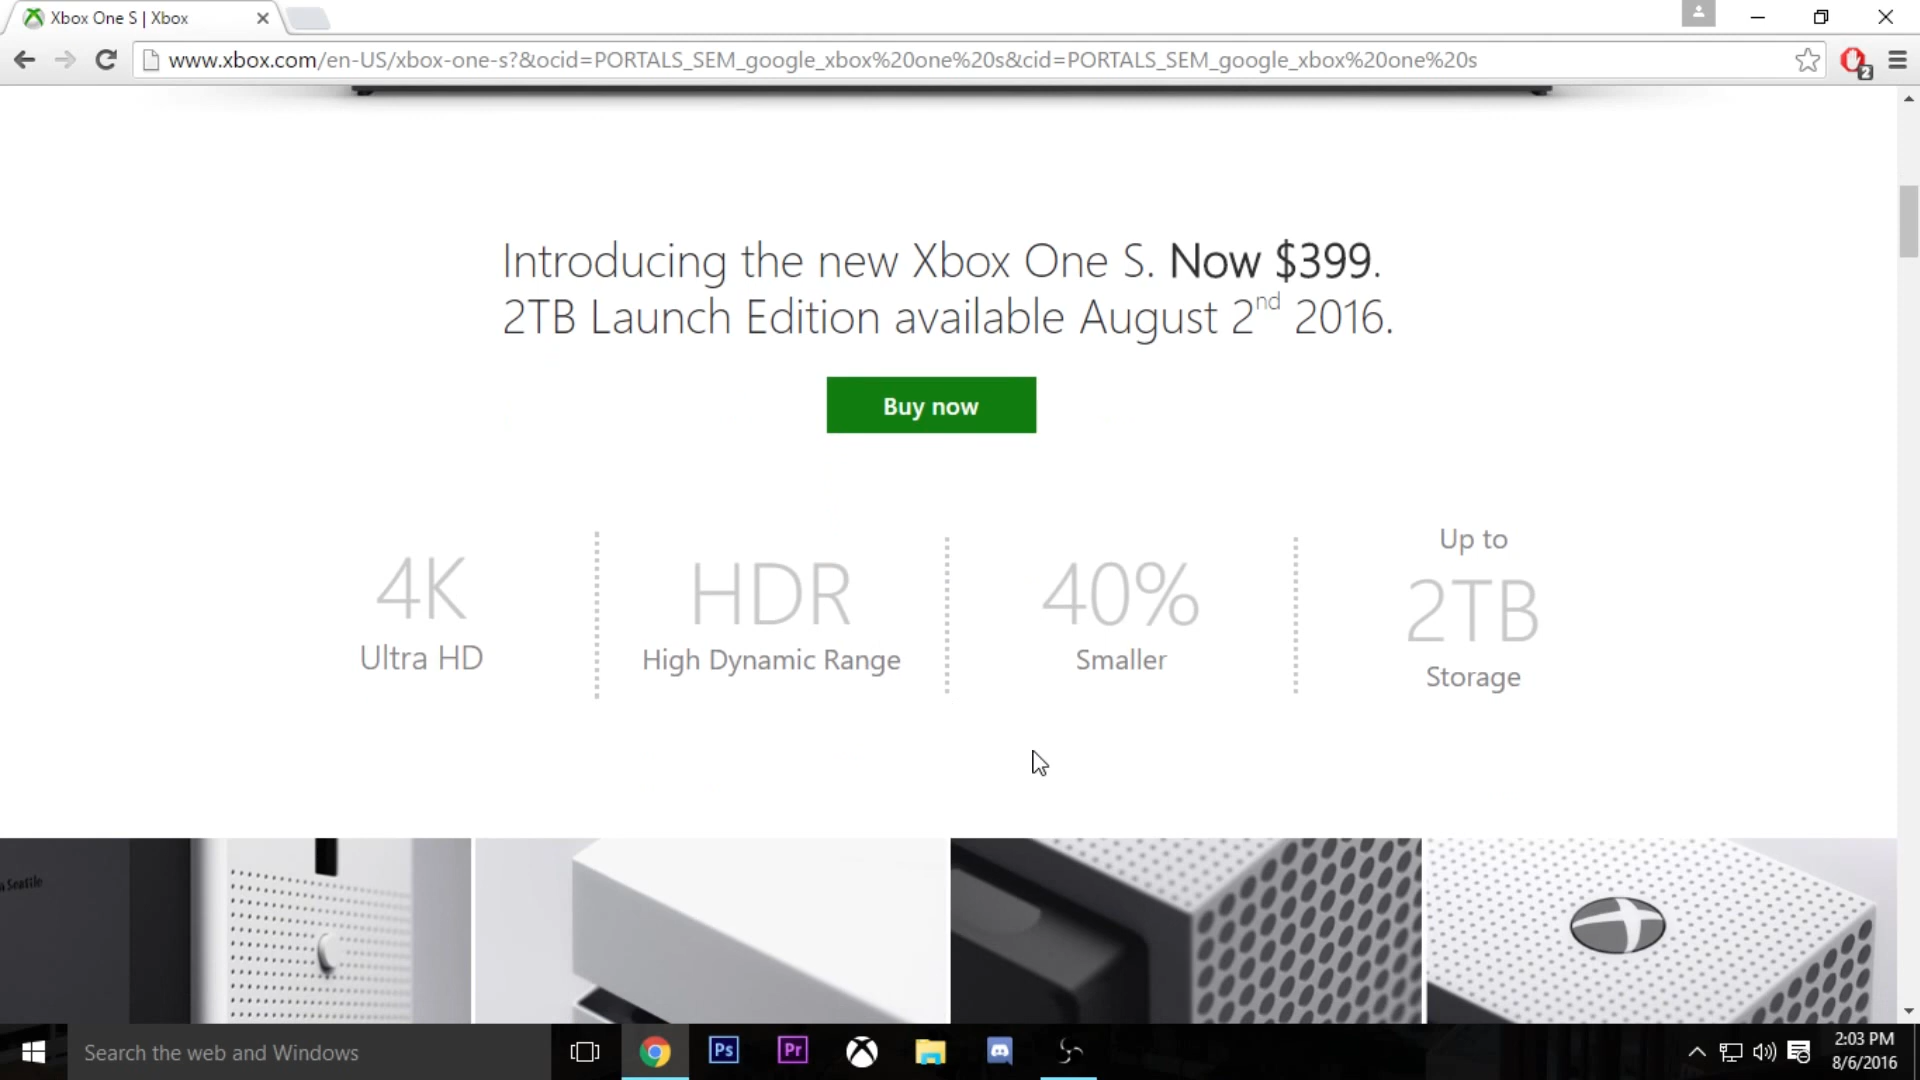 Xbox One S | Xbox
www.xbox.com/en-US/xbox-one-s?&ocid=PORTALS_SEM_google_xbox%20one%20s&cid=PORTALS_SEM_google_xbox%20one%20s
2
Introducing the new Xbox One S. Now $399.
2TB Launch Edition available August 2nd 2016.
Buy now
4K
Ultra HD
HDR
High Dynamic Range
40%
Smaller
Up to
2TB
Storage
Seattle
Search the web and Windows
Ps
Pr
2:03 PM
8/6/2016